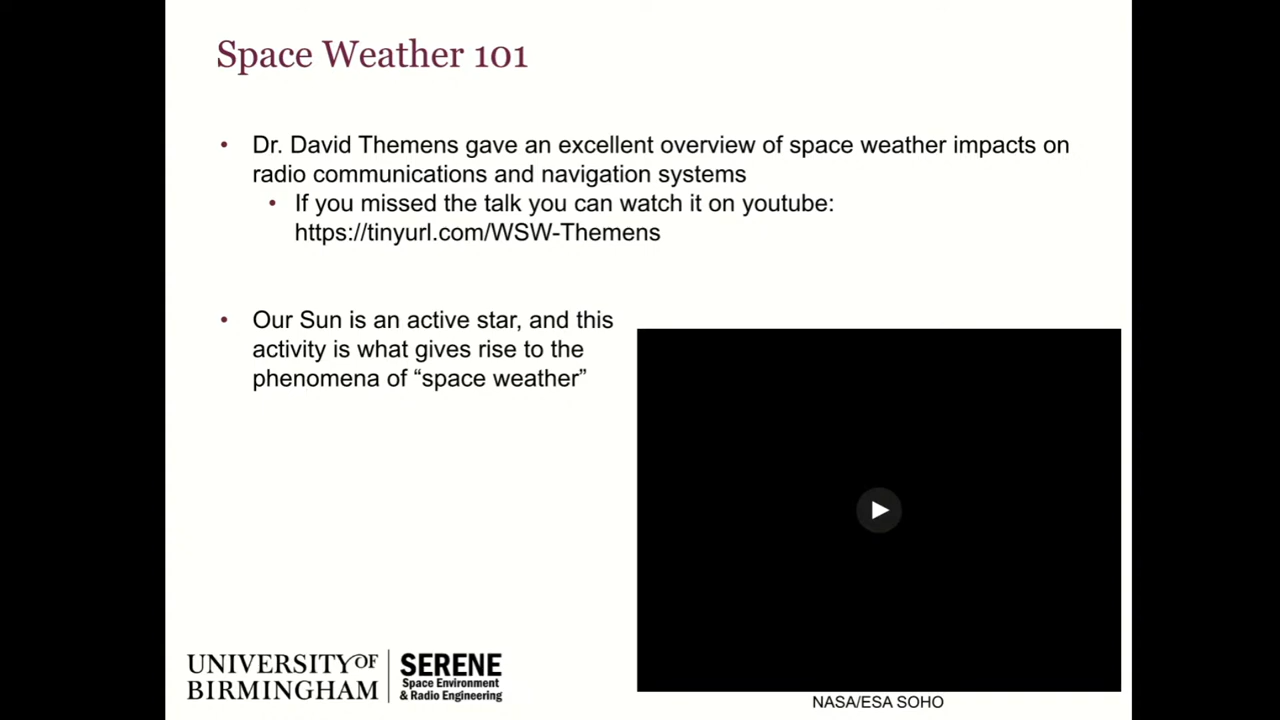 Space Weather 101
• Dr. David Themens gave an excellent overview of space weather impacts on
radio communications and navigation systems
• If you missed the talk you can watch it on youtube:
https://tinyurl.com/WSW-Themens
• Our Sun is an active star, and this
activity is what gives rise to the
phenomena of “space weather”
UNIVERSITY OF
BIRMINGHAM
SERENE
Space Environment
& Radio Engineering
NASA/ESA SOHO